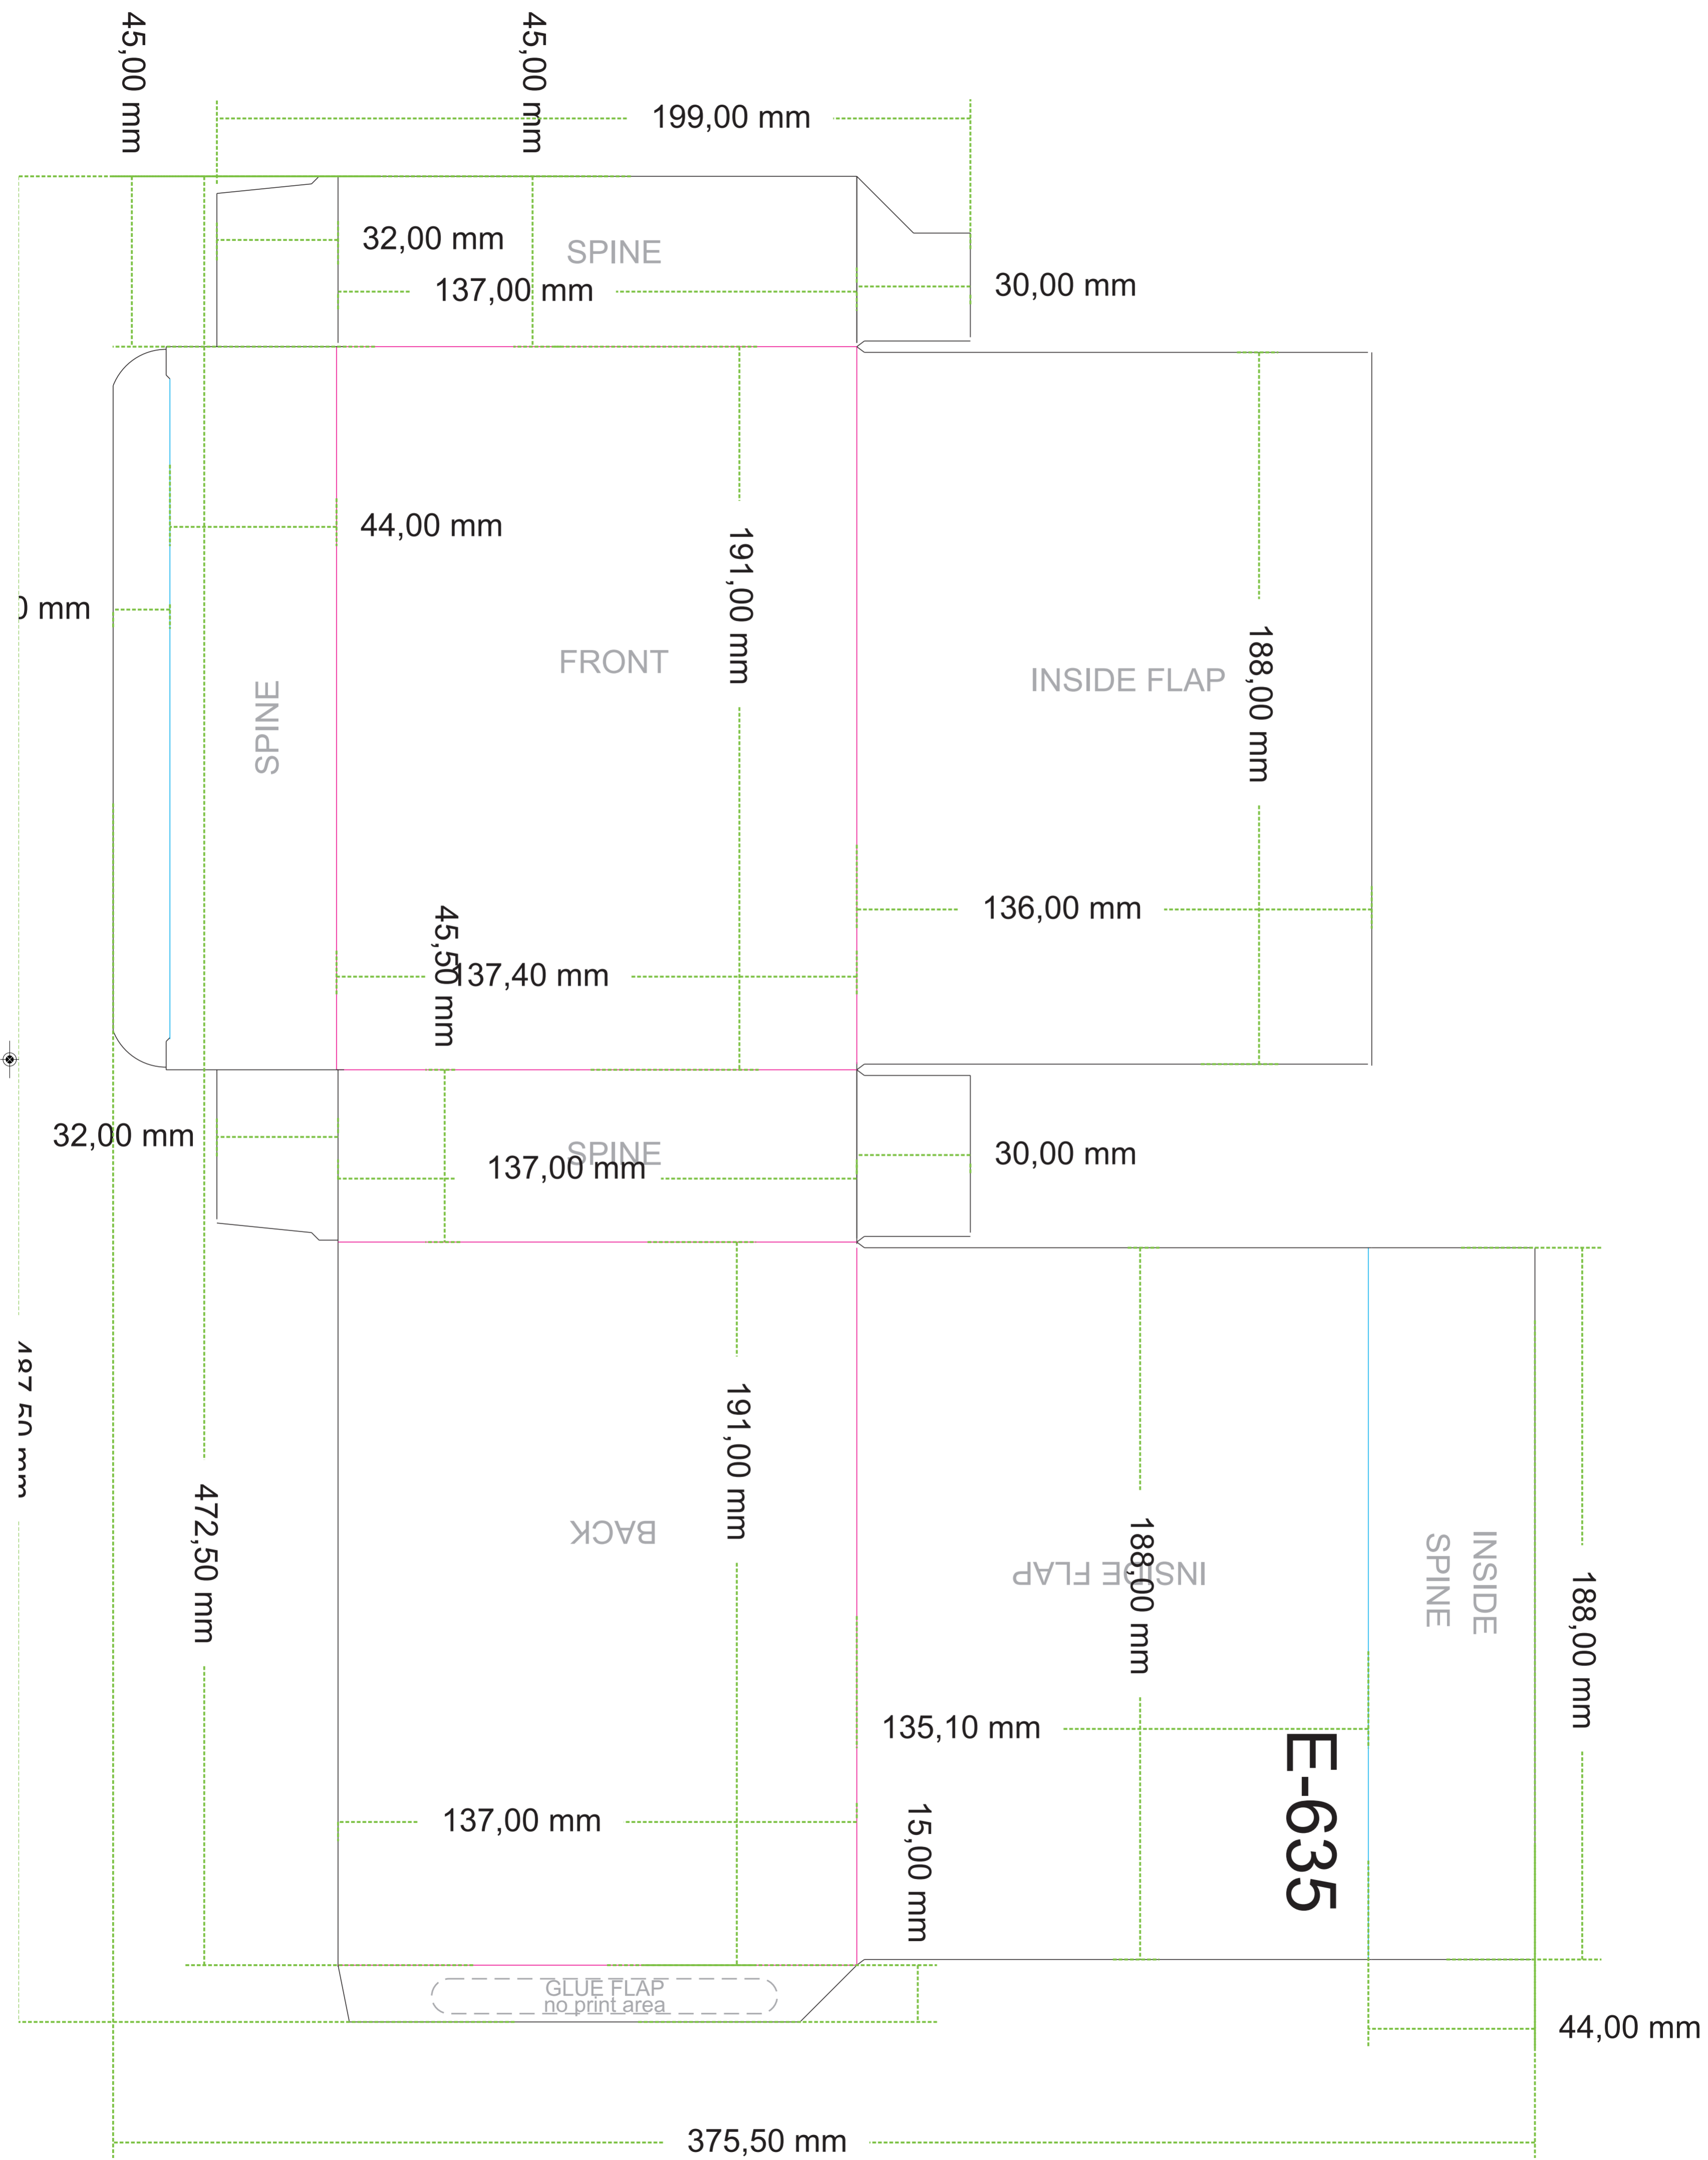 45,00 mm
45,00 mm
199,00 mm
32,00 mm
SPINE
137,00 mm
30,00 mm
44,00 mm
191,00 mm
0 mm
FRONT
INSIDE FLAP
188,00 mm
SPINE
136,00 mm
45,50 mm
137,40 mm
32,00 mm
SPINE
137,00 mm
30,00 mm
487,50 mm
191,00 mm
472,50 mm
BACK
188,00 mm
INSIDE FLAP
INSIDE
SPINE
188,00 mm
135,10 mm
E-635
137,00 mm
15,00 mm
GLUE FLAP
no print area
44,00 mm
375,50 mm